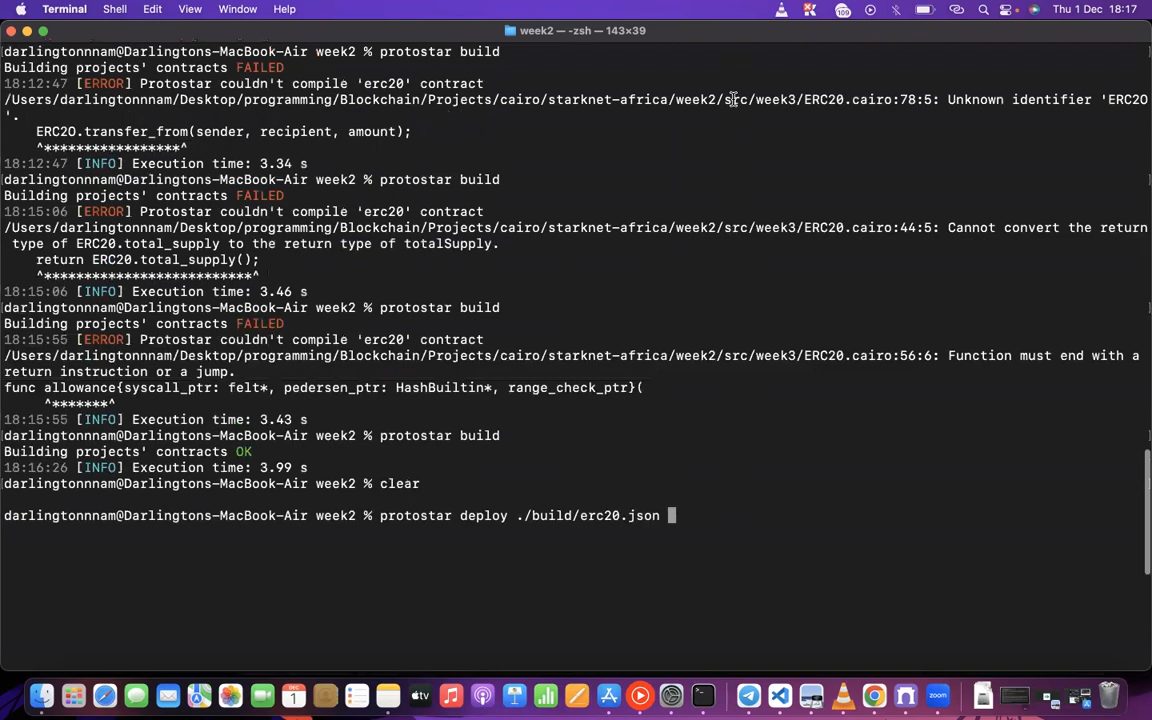 Terminal Shell Edit View Window Help 109 Thu 1 Dec 18:17
week2 — -zsh — 143×39
[darlingtonnnam@Darlingtons-MacBook-Air week2 % protostar build ]
Building projects' contracts FAILED
18:12:47 [ERROR] Protostar couldn't compile 'erc20' contract
/Users/darlingtonnnam/Desktop/programming/Blockchain/Projects/cairo/starknet-africa/week2/src/week3/ERC20.cairo:78:5: Unknown identifier 'ERC2O
'.
    ERC2O.transfer_from(sender, recipient, amount);
    ^*****************^
18:12:47 [INFO] Execution time: 3.34 s
[darlingtonnnam@Darlingtons-MacBook-Air week2 % protostar build ]
Building projects' contracts FAILED
18:15:06 [ERROR] Protostar couldn't compile 'erc20' contract
/Users/darlingtonnnam/Desktop/programming/Blockchain/Projects/cairo/starknet-africa/week2/src/week3/ERC20.cairo:44:5: Cannot convert the return
 type of ERC20.total_supply to the return type of totalSupply.
    return ERC20.total_supply();
    ^**************************^
18:15:06 [INFO] Execution time: 3.46 s
[darlingtonnnam@Darlingtons-MacBook-Air week2 % protostar build ]
Building projects' contracts FAILED
18:15:55 [ERROR] Protostar couldn't compile 'erc20' contract
/Users/darlingtonnnam/Desktop/programming/Blockchain/Projects/cairo/starknet-africa/week2/src/week3/ERC20.cairo:56:6: Function must end with a
return instruction or a jump.
func allowance{syscall_ptr: felt*, pedersen_ptr: HashBuiltin*, range_check_ptr}(
     ^*******^
18:15:55 [INFO] Execution time: 3.43 s
[darlingtonnnam@Darlingtons-MacBook-Air week2 % protostar build ]
Building projects' contracts OK
18:16:26 [INFO] Execution time: 3.99 s
[darlingtonnnam@Darlingtons-MacBook-Air week2 % clear ]
darlingtonnnam@Darlingtons-MacBook-Air week2 % protostar deploy ./build/erc20.json
DEC
1
tv
zoom